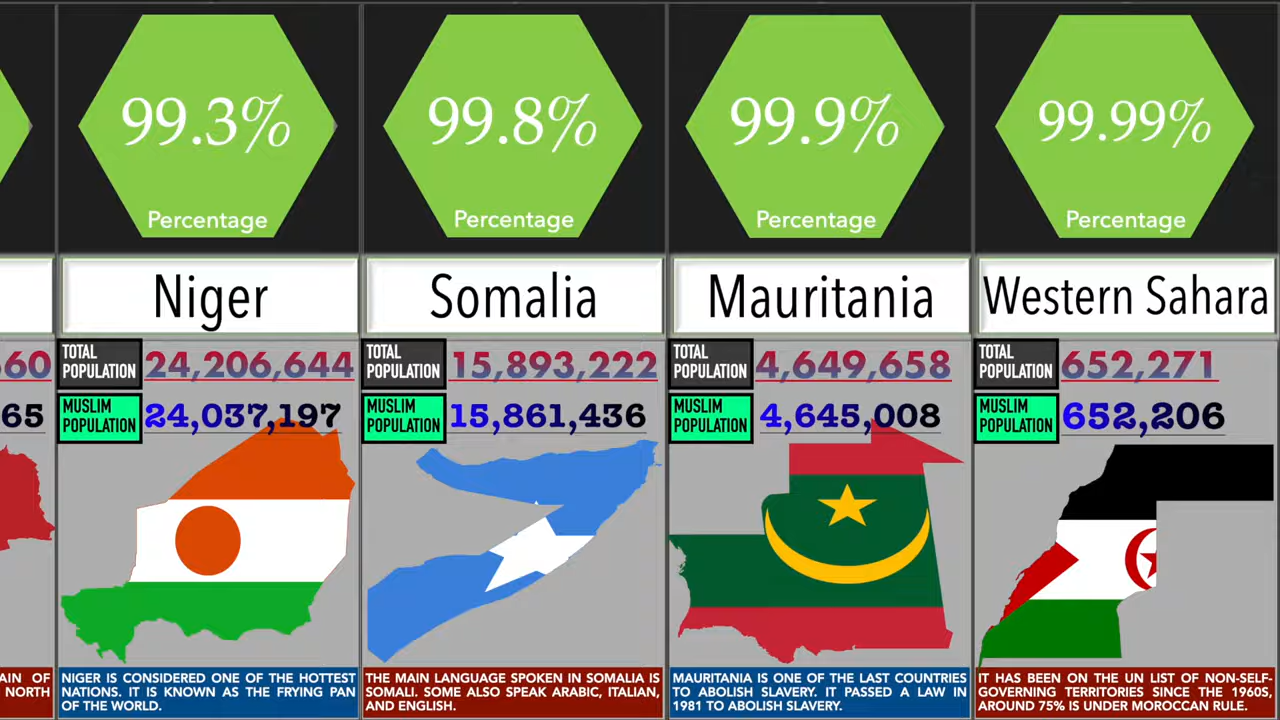 99.3%
Percentage
99.8%
Percentage
99.9%
Percentage
99.99%
Percentage
Niger
Somalia
Mauritania
Western Sahara
60
65
AIN OF
NORTH
TOTAL
POPULATION
24,206,644
MUSLIM
POPULATION
24,037,197
NIGER IS CONSIDERED ONE OF THE HOTTEST
NATIONS. IT IS KNOWN AS THE FRYING PAN
OF THE WORLD.
TOTAL
POPULATION
15,893,222
MUSLIM
POPULATION
15,861,436
THE MAIN LANGUAGE SPOKEN IN SOMALIA IS
SOMALI. SOME ALSO SPEAK ARABIC, ITALIAN,
AND ENGLISH.
TOTAL
POPULATION
4,649,658
MUSLIM
POPULATION
4,645,008
MAURITANIA IS ONE OF THE LAST COUNTRIES
TO ABOLISH SLAVERY. IT PASSED A LAW IN
1981 TO ABOLISH SLAVERY.
TOTAL
POPULATION
652,271
MUSLIM
POPULATION
652,206
IT HAS BEEN ON THE UN LIST OF NON-SELF-
GOVERNING TERRITORIES SINCE THE 1960S,
AROUND 75% IS UNDER MOROCCAN RULE.